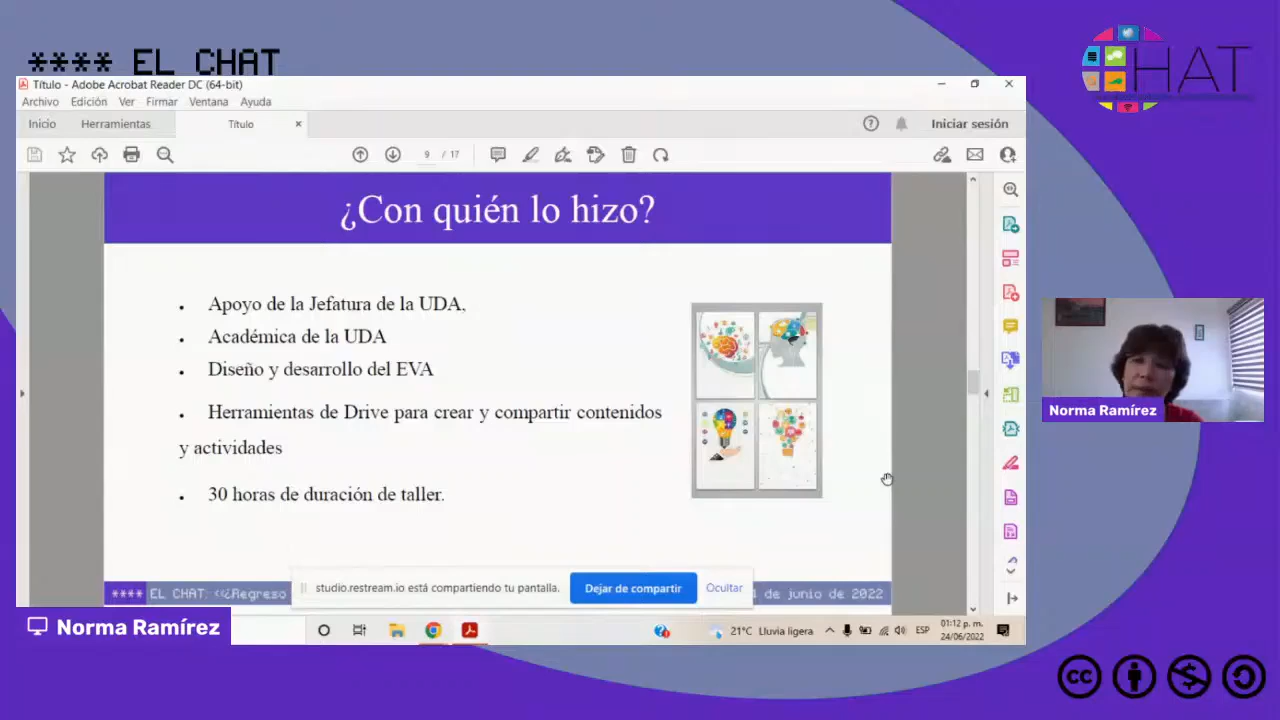 **** EL CHAT
HAT
Título - Adobe Acrobat Reader DC (64-bit)
Archivo Edición Ver Firmar Ventana Ayuda
Inicio Herramientas Título × Iniciar sesión
9 / 17
¿Con quién lo hizo?
• Apoyo de la Jefatura de la UDA,
• Académica de la UDA
• Diseño y desarrollo del EVA
• Herramientas de Drive para crear y compartir contenidos
y actividades
• 30 horas de duración de taller.
Norma Ramírez
studio.restream.io está compartiendo tu pantalla. Dejar de compartir Ocultar
**** EL CHAT: <<¿Regreso de junio de 2022
Norma Ramírez
21°C Lluvia ligera ESP 01:12 p. m.
24/06/2022
cc